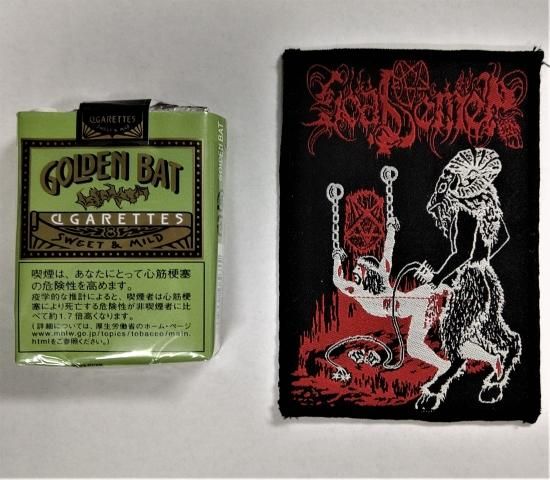 CIGARETTES
SWEET & MILD
GOLDEN BAT
CIGARETTES
SWEET & MILD
喫煙は、あなたにとって心筋梗塞
の危険性を高めます。
疫学的な推計によると、喫煙者は心筋梗
塞により死亡する危険性が非喫煙者に比
べて約1.7倍高くなります。
(詳細については、厚生労働省のホーム・ページ
www.mhlw.go.jp/topics/tobacco/main.
htmlをご参照ください。)
GOLDEN BAT
Goat Semen